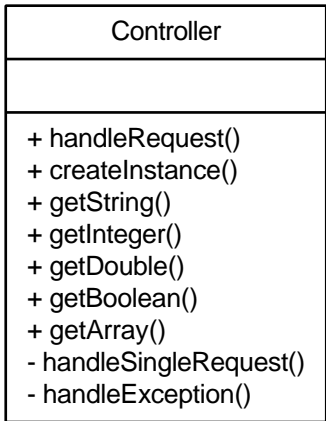 Controller
+ handleRequest()
+ createInstance()
+ getString()
+ getInteger()
+ getDouble()
+ getBoolean()
+ getArray()
- handleSingleRequest()
- handleException()